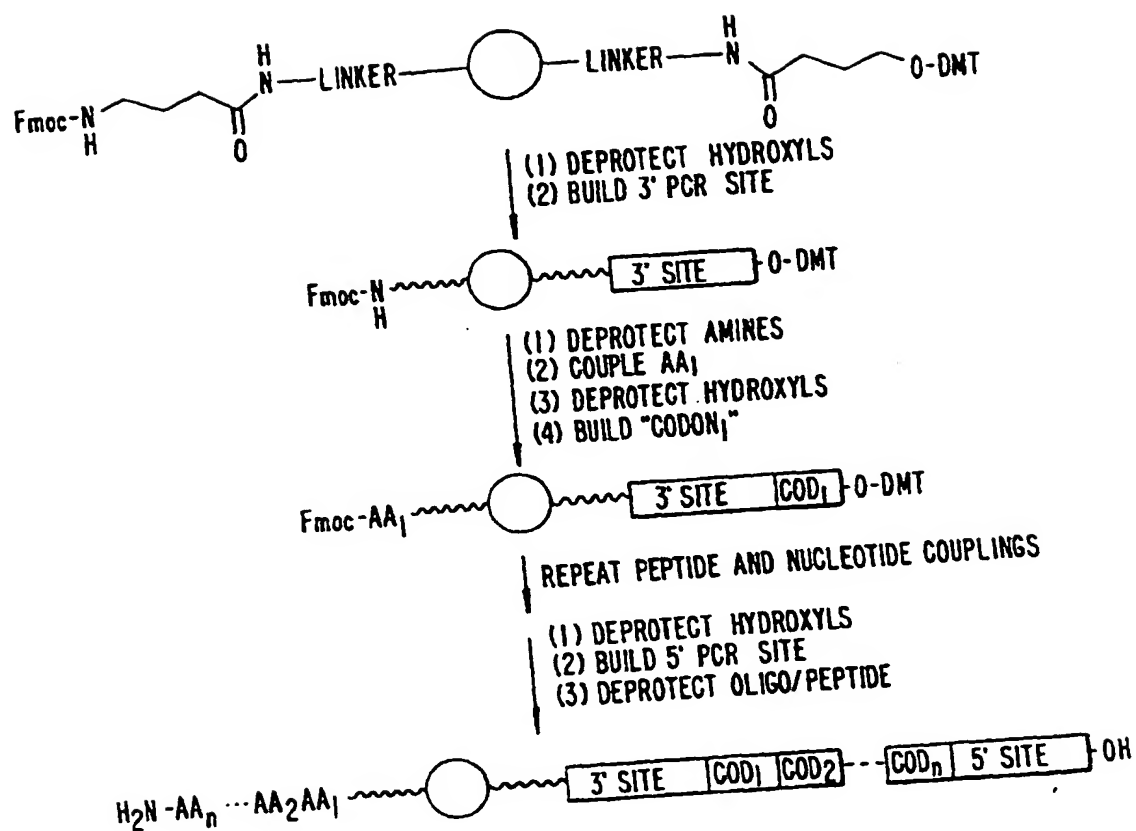 H
N
LINKER
LINKER
H
N
O
O-DMT
Fmoc-N
H
O
(1) DEPROTECT HYDROXYLS
(2) BUILD 3' PCR SITE
Fmoc-N
H
3' SITE
O-DMT
(1) DEPROTECT AMINES
(2) COUPLE AA₁
(3) DEPROTECT HYDROXYLS
(4) BUILD "CODON₁"
Fmoc-AA₁
3' SITE COD₁ O-DMT
REPEAT PEPTIDE AND NUCLEOTIDE COUPLINGS
(1) DEPROTECT HYDROXYLS
(2) BUILD 5' PCR SITE
(3) DEPROTECT OLIGO/PEPTIDE
H₂N-AAₙ ··· AA₂AA₁
3' SITE COD₁ COD₂ --- CODₙ 5' SITE OH